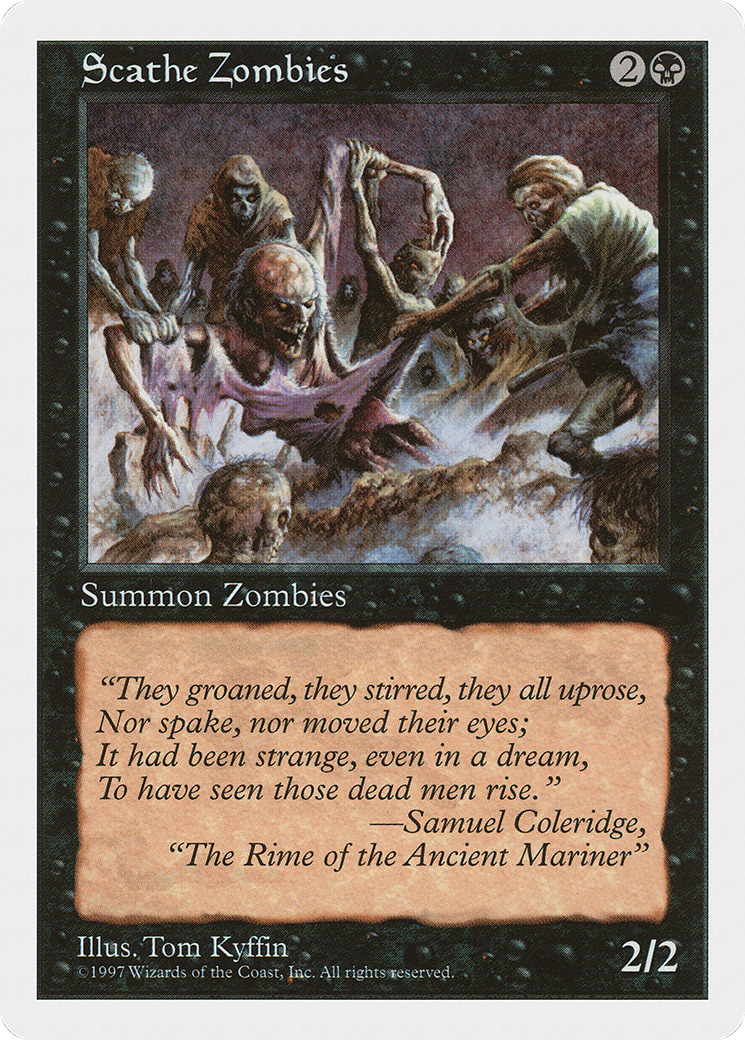 Scathe Zombies 2
Summon Zombies
“They groaned, they stirred, they all uprose,
Nor spake, nor moved their eyes;
It had been strange, even in a dream,
To have seen those dead men rise.”
—Samuel Coleridge,
“The Rime of the Ancient Mariner”
Illus. Tom Kyffin
©1997 Wizards of the Coast, Inc. All rights reserved.
2/2